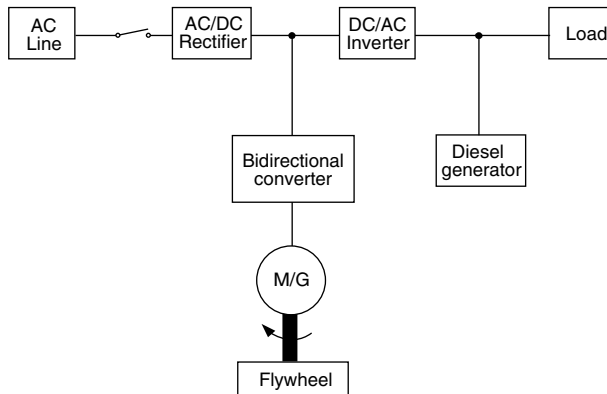 AC
Line
AC/DC
Rectifier
DC/AC
Inverter
Load
Bidirectional
converter
Diesel
generator
M/G
Flywheel